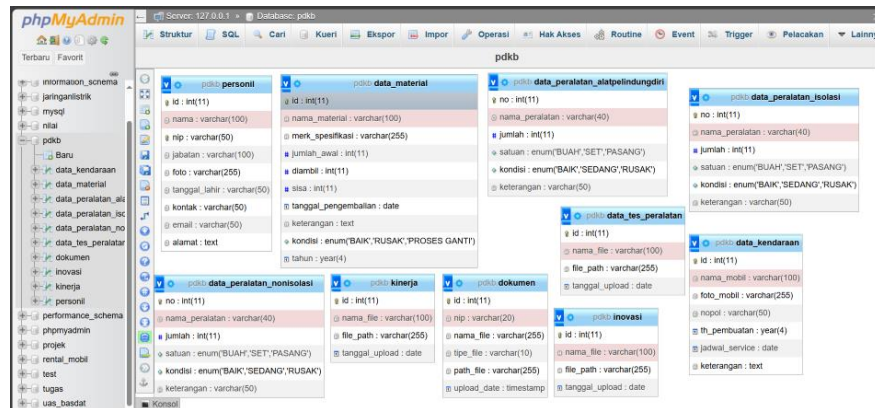 phpMyAdmin
Terbaru Favorit
information_schema
jaringanlistrik
mysql
nilai
pdkb
Baru
data_kendaraan
data_material
data_peralatan_ala
data_peralatan_isc
data_peralatan_no
data_tes_peralatar
dokumen
inovasi
kinerja
personil
performance_schema
phpmyadmin
projek
rental_mobil
test
tugas
uas_basdat
Server: 127.0.0.1 » Database: pdkb
Struktur SQL Cari Kueri Ekspor Impor Operasi Hak Akses Routine Event Trigger Pelacakan Lainny
pdkb
pdkb personil
id : int(11)
nama : varchar(100)
nip : varchar(50)
jabatan : varchar(100)
foto : varchar(255)
tanggal_lahir : varchar(50)
kontak : varchar(50)
email : varchar(50)
alamat : text
pdkb data_material
id : int(11)
nama_material : varchar(100)
merk_spesifikasi : varchar(255)
jumlah_awal : int(11)
diambil : int(11)
sisa : int(11)
tanggal_pengembalian : date
keterangan : text
kondisi : enum('BAIK','RUSAK','PROSES GANTI')
tahun : year(4)
pdkb data_peralatan_alatpelindungdiri
no : int(11)
nama_peralatan : varchar(40)
jumlah : int(11)
satuan : enum('BUAH','SET','PASANG')
kondisi : enum('BAIK','SEDANG','RUSAK')
keterangan : varchar(50)
pdkb data_peralatan_isolasi
no : int(11)
nama_peralatan : varchar(40)
jumlah : int(11)
satuan : enum('BUAH','SET','PASANG')
kondisi : enum('BAIK','SEDANG','RUSAK')
keterangan : varchar(50)
pdkb data_tes_peralatan
id : int(11)
nama_file : varchar(100)
file_path : varchar(255)
tanggal_upload : date
pdkb data_kendaraan
id : int(11)
nama_mobil : varchar(100)
foto_mobil : varchar(255)
nopol : varchar(50)
th_pembuatan : year(4)
jadwal_service : date
keterangan : text
pdkb data_peralatan_nonisolasi
no : int(11)
nama_peralatan : varchar(40)
jumlah : int(11)
satuan : enum('BUAH','SET','PASANG')
kondisi : enum('BAIK','SEDANG','RUSAK')
keterangan : varchar(50)
pdkb kinerja
id : int(11)
nama_file : varchar(100)
file_path : varchar(255)
tanggal_upload : date
pdkb dokumen
id : int(11)
nip : varchar(20)
nama_file : varchar(255)
tipe_file : varchar(10)
path_file : varchar(255)
upload_date : timestamp
pdkb inovasi
id : int(11)
nama_file : varchar(100)
file_path : varchar(255)
tanggal_upload : date
Konsol